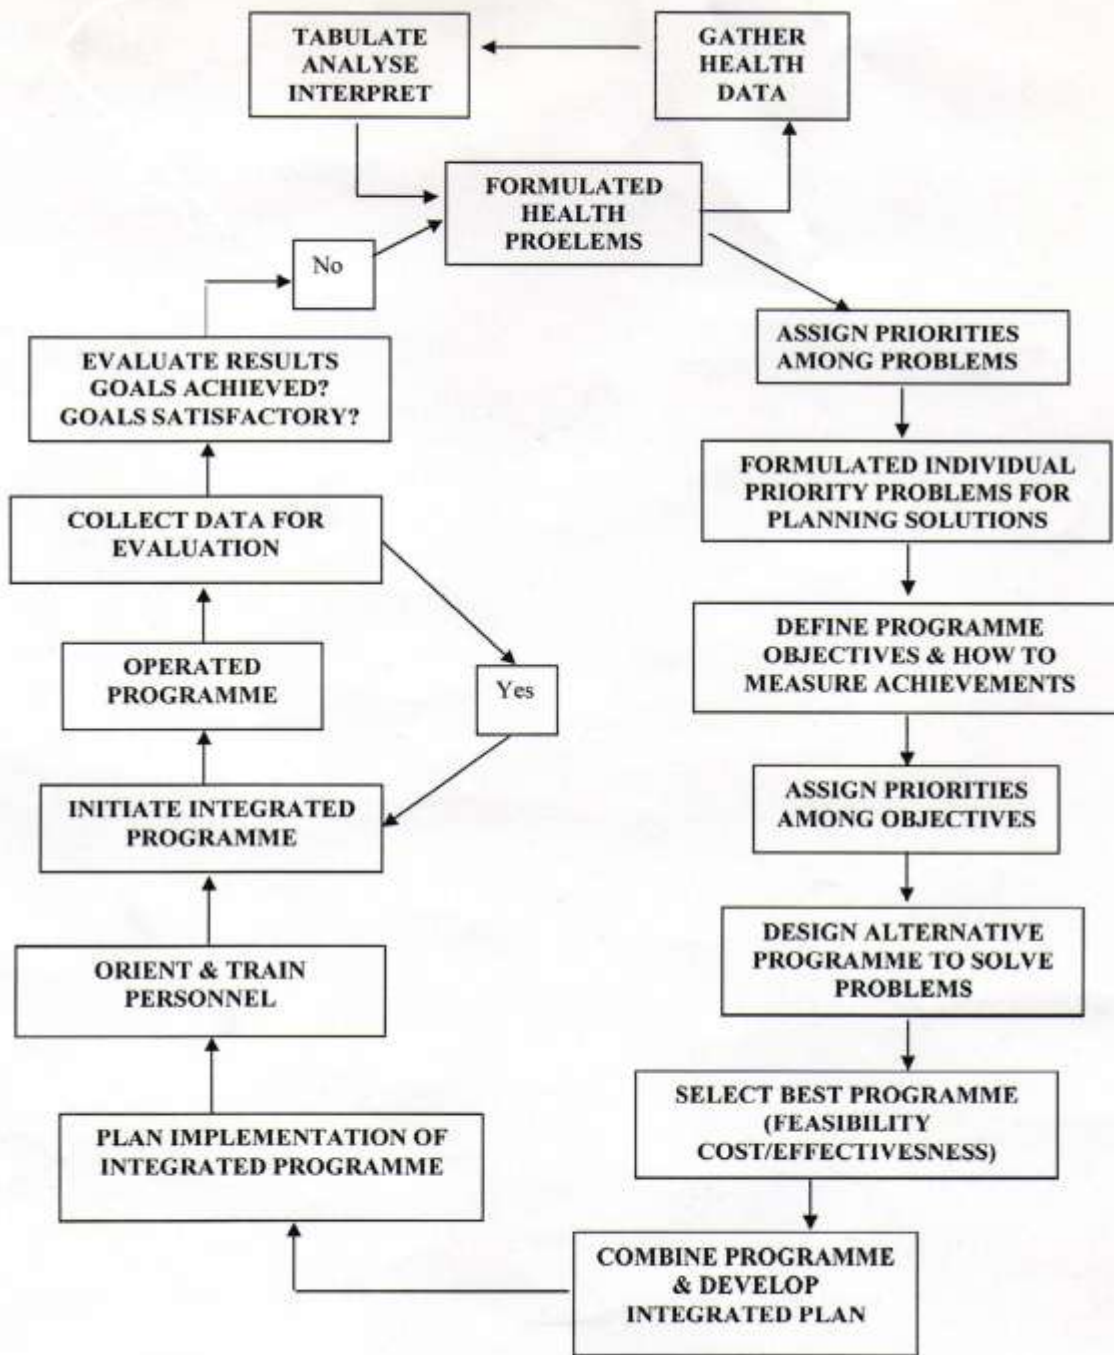 TABULATE
ANALYSE
INTERPRET
GATHER
HEALTH
DATA
FORMULATED
HEALTH
PROELEMS
No
ASSIGN PRIORITIES
AMONG PROBLEMS
EVALUATE RESULTS
GOALS ACHIEVED?
GOALS SATISFACTORY?
FORMULATED INDIVIDUAL
PRIORITY PROBLEMS FOR
PLANNING SOLUTIONS
COLLECT DATA FOR
EVALUATION
DEFINE PROGRAMME
OBJECTIVES & HOW TO
MEASURE ACHIEVEMENTS
OPERATED
PROGRAMME
Yes
ASSIGN PRIORITIES
AMONG OBJECTIVES
INITIATE INTEGRATED
PROGRAMME
DESIGN ALTERNATIVE
PROGRAMME TO SOLVE
PROBLEMS
ORIENT & TRAIN
PERSONNEL
SELECT BEST PROGRAMME
(FEASIBILITY
COST/EFFECTIVESNESS)
PLAN IMPLEMENTATION OF
INTEGRATED PROGRAMME
COMBINE PROGRAMME
& DEVELOP
INTEGRATED PLAN